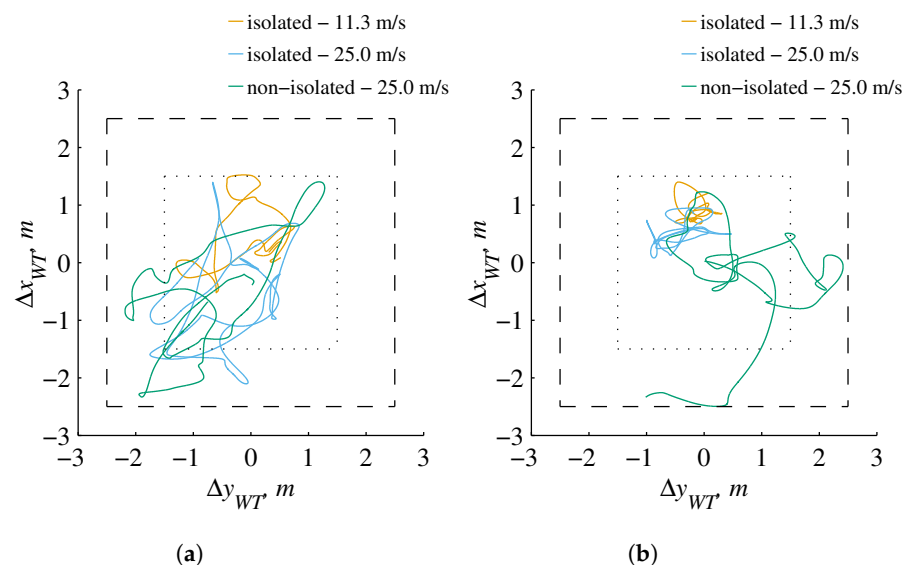 isolated − 11.3 m/s
isolated − 25.0 m/s
non−isolated − 25.0 m/s
3
2
1
0
−1
−2
−3
−3 −2 −1 0 1 2 3
Δx_WT, m
Δy_WT, m
(a)
isolated − 11.3 m/s
isolated − 25.0 m/s
non−isolated − 25.0 m/s
3
2
1
0
−1
−2
−3
−3 −2 −1 0 1 2 3
Δx_WT, m
Δy_WT, m
(b)